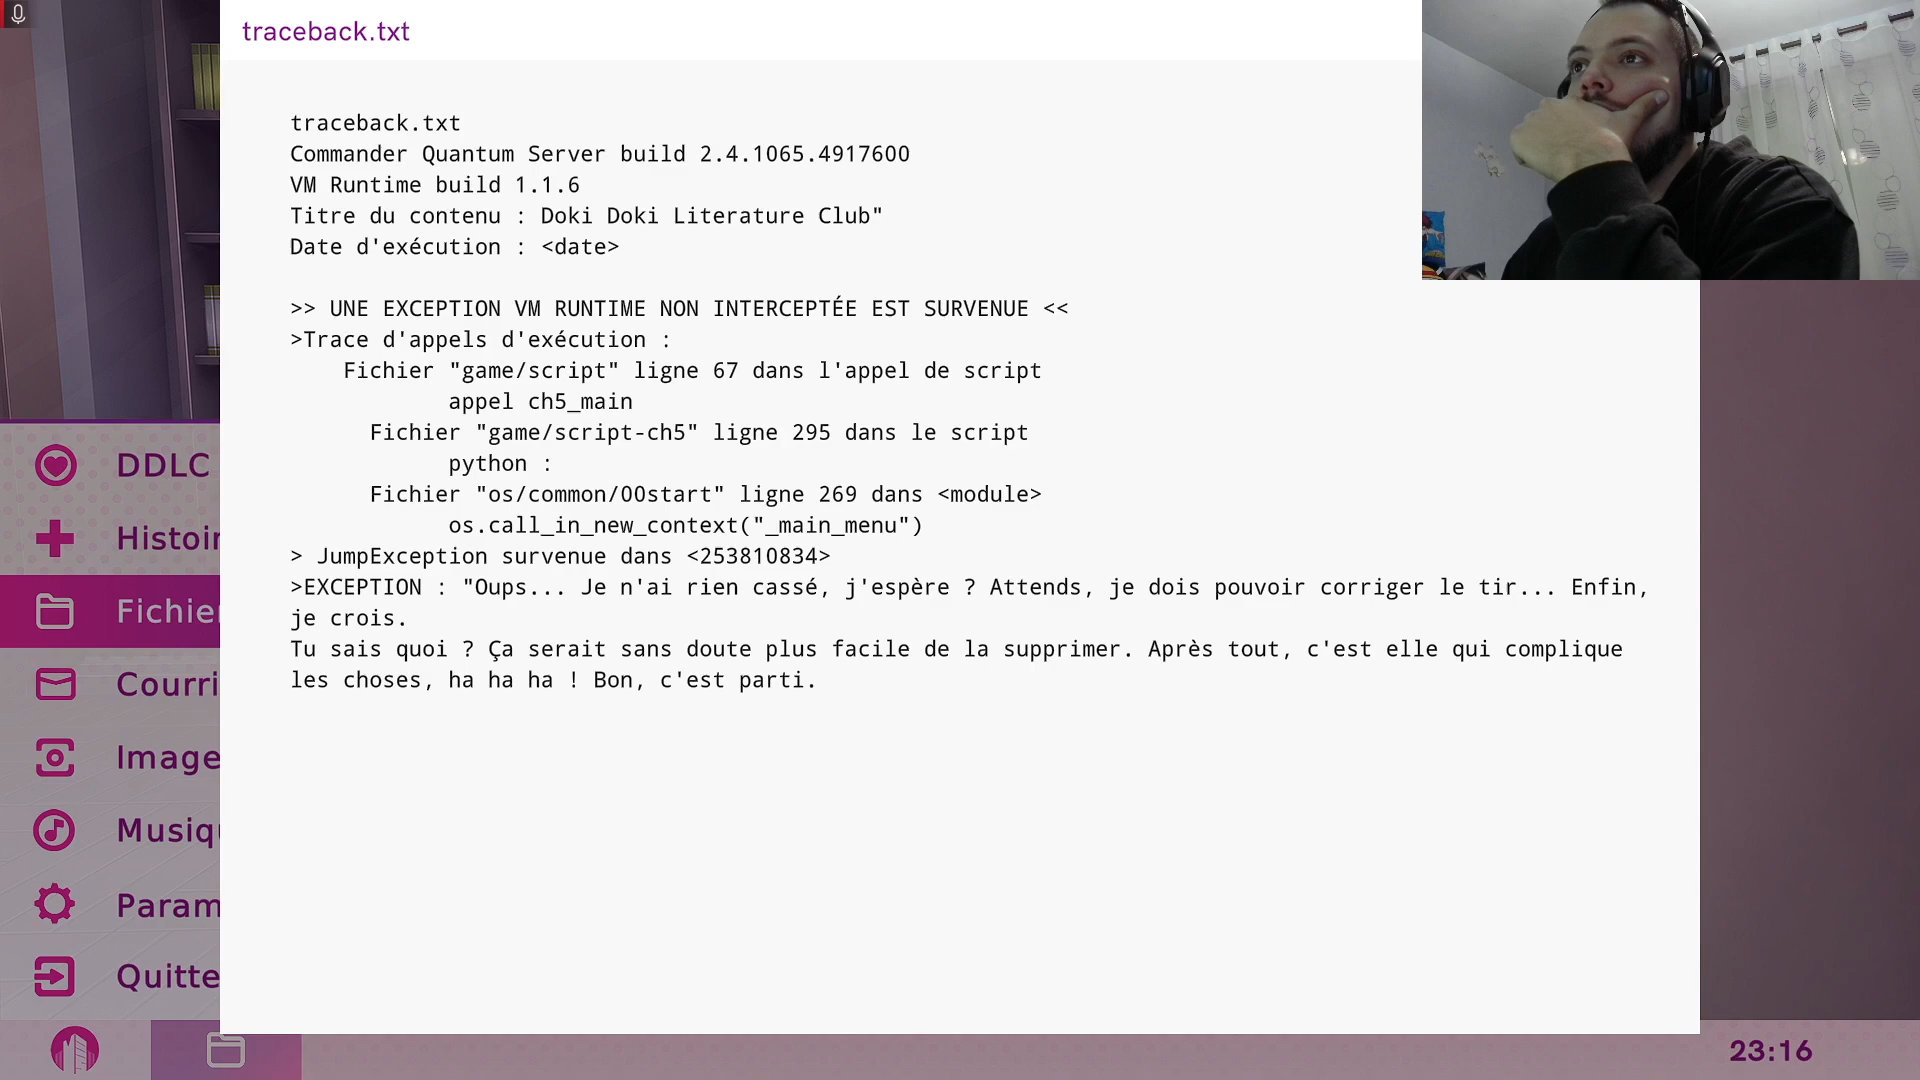 traceback.txt
traceback.txt
Commander Quantum Server build 2.4.1065.4917600
VM Runtime build 1.1.6
Titre du contenu : Doki Doki Literature Club"
Date d'exécution : <date>
>> UNE EXCEPTION VM RUNTIME NON INTERCEPTÉE EST SURVENUE <<
>Trace d'appels d'exécution :
Fichier "game/script" ligne 67 dans l'appel de script
appel ch5_main
Fichier "game/script-ch5" ligne 295 dans le script
python :
Fichier "os/common/00start" ligne 269 dans <module>
os.call_in_new_context("_main_menu")
> JumpException survenue dans <253810834>
>EXCEPTION : "Oups... Je n'ai rien cassé, j'espère ? Attends, je dois pouvoir corriger le tir... Enfin,
je crois.
Tu sais quoi ? Ça serait sans doute plus facile de la supprimer. Après tout, c'est elle qui complique
les choses, ha ha ha ! Bon, c'est parti.
DDLC
Histoir
Fichier
Courri
Image
Musiq
Param
Quitte
23:16